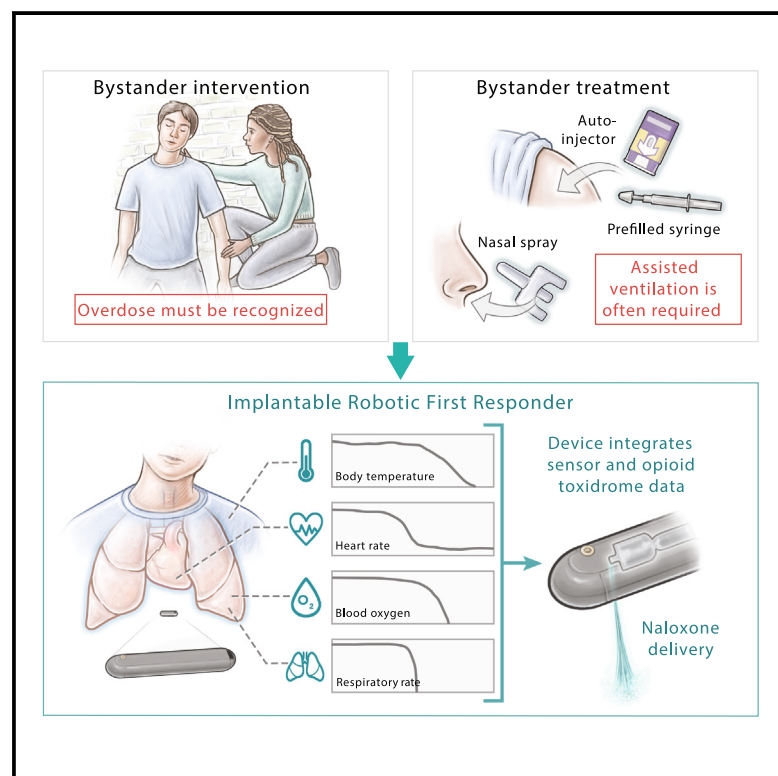 Bystander intervention
Overdose must be recognized
Bystander treatment
Auto-
injector
Prefilled syringe
Nasal spray
Assisted
ventilation is
often required
Implantable Robotic First Responder
Body temperature
Heart rate
O₂
Blood oxygen
Respiratory rate
Device integrates
sensor and opioid
toxidrome data
Naloxone
delivery